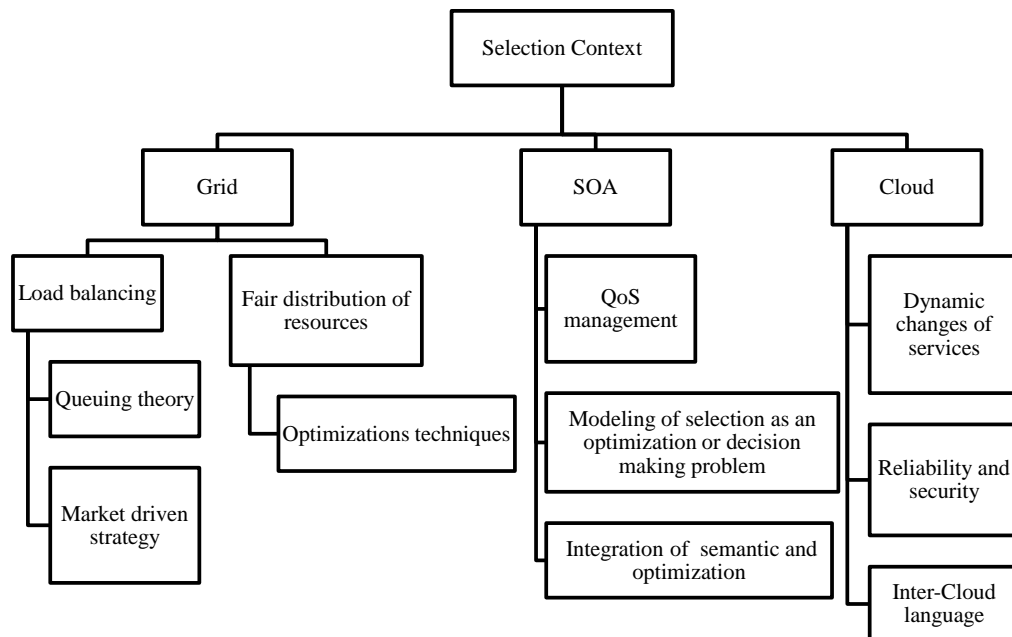 Selection Context
Grid
SOA
Cloud
Load balancing
Fair distribution of
resources
Queuing theory
Market driven
strategy
Optimizations techniques
QoS
management
Modeling of selection as an
optimization or decision
making problem
Integration of semantic and
optimization
Dynamic
changes of
services
Reliability and
security
Inter-Cloud
language